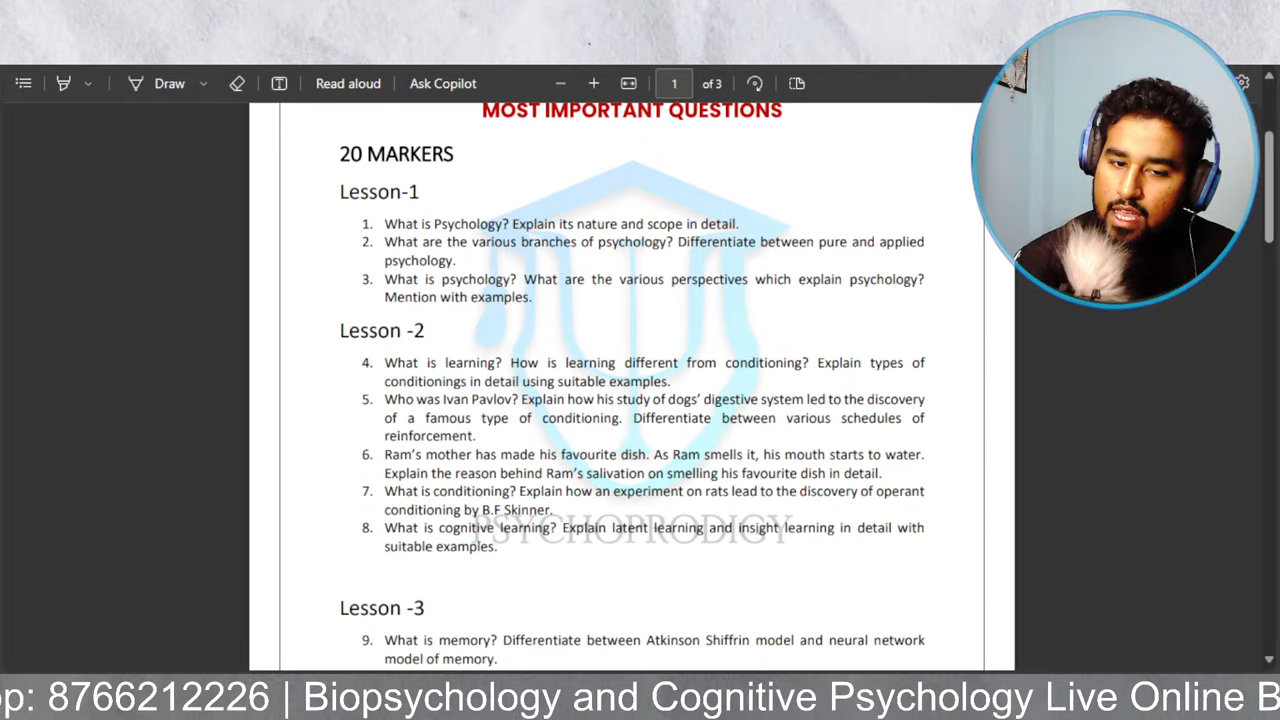 Draw
Read aloud
Ask Copilot
1
of 3
MOST IMPORTANT QUESTIONS
20 MARKERS
Lesson-1
1. What is Psychology? Explain its nature and scope in detail.
2. What are the various branches of psychology? Differentiate between pure and applied
psychology.
3. What is psychology? What are the various perspectives which explain psychology?
Mention with examples.
Lesson -2
4. What is learning? How is learning different from conditioning? Explain types of
conditionings in detail using suitable examples.
5. Who was Ivan Pavlov? Explain how his study of dogs’ digestive system led to the discovery
of a famous type of conditioning. Differentiate between various schedules of
reinforcement.
6. Ram’s mother has made his favourite dish. As Ram smells it, his mouth starts to water.
Explain the reason behind Ram’s salivation on smelling his favourite dish in detail.
7. What is conditioning? Explain how an experiment on rats lead to the discovery of operant
conditioning by B.F Skinner.
8. What is cognitive learning? Explain latent learning and insight learning in detail with
suitable examples.
PSYCHOPRODIGY
Lesson -3
9. What is memory? Differentiate between Atkinson Shiffrin model and neural network
model of memory.
pp: 8766212226 | Biopsychology and Cognitive Psychology Live Online B